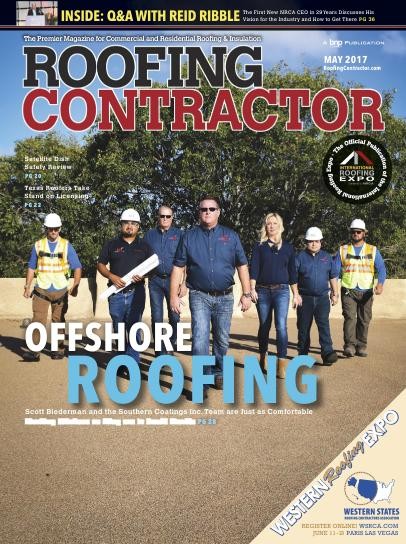 INSIDE: Q&A WITH REID RIBBLE
The First New NRCA CEO in 29 Years Discusses His
Vision for the Industry and How to Get There PG 36
The Premier Magazine for Commercial and Residential Roofing & Insulation
A bnp PUBLICATION
ROOFING
CONTRACTOR
MAY 2017
RoofingContractor.com
Satellite Dish
Safety Review
PG 20
Texas Roofers Take
Stand on Licensing
PG 22
The Official Publication of the International Roofing Expo
INTERNATIONAL
ROOFING
EXPO
OFFSHORE
ROOFING
Scott Biederman and the Southern Coatings Inc. Team are Just as Comfortable
PG 28
WESTERN Roofing EXPO
WESTERN STATES
ROOFING CONTRACTORS ASSOCIATION
REGISTER ONLINE! WSRCA.COM
JUNE 11-13 PARIS LAS VEGAS